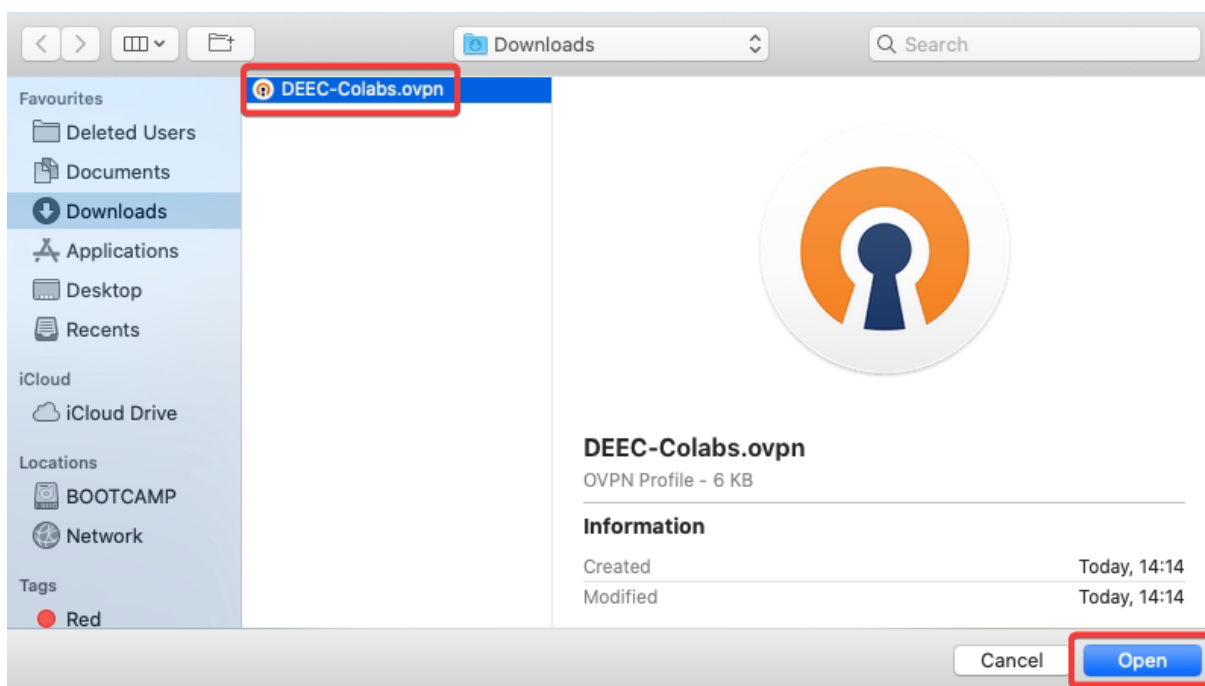 Downloads
Search
Favourites
Deleted Users
Documents
Downloads
Applications
Desktop
Recents
iCloud
iCloud Drive
Locations
BOOTCAMP
Network
Tags
Red
DEEC-Colabs.ovpn
DEEC-Colabs.ovpn
OVPN Profile - 6 KB
Information
Created Today, 14:14
Modified Today, 14:14
Cancel Open